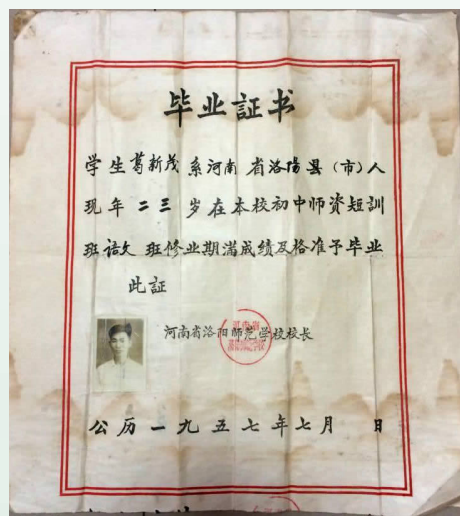 毕业証书
学生葛新茂系河南省洛陽县（市）人
现年二三岁在本校初中师资短訓
班语文班修业期满成绩及格准予毕业
此証
河南省洛阳師范学校校长
公历一九五七年七月 日